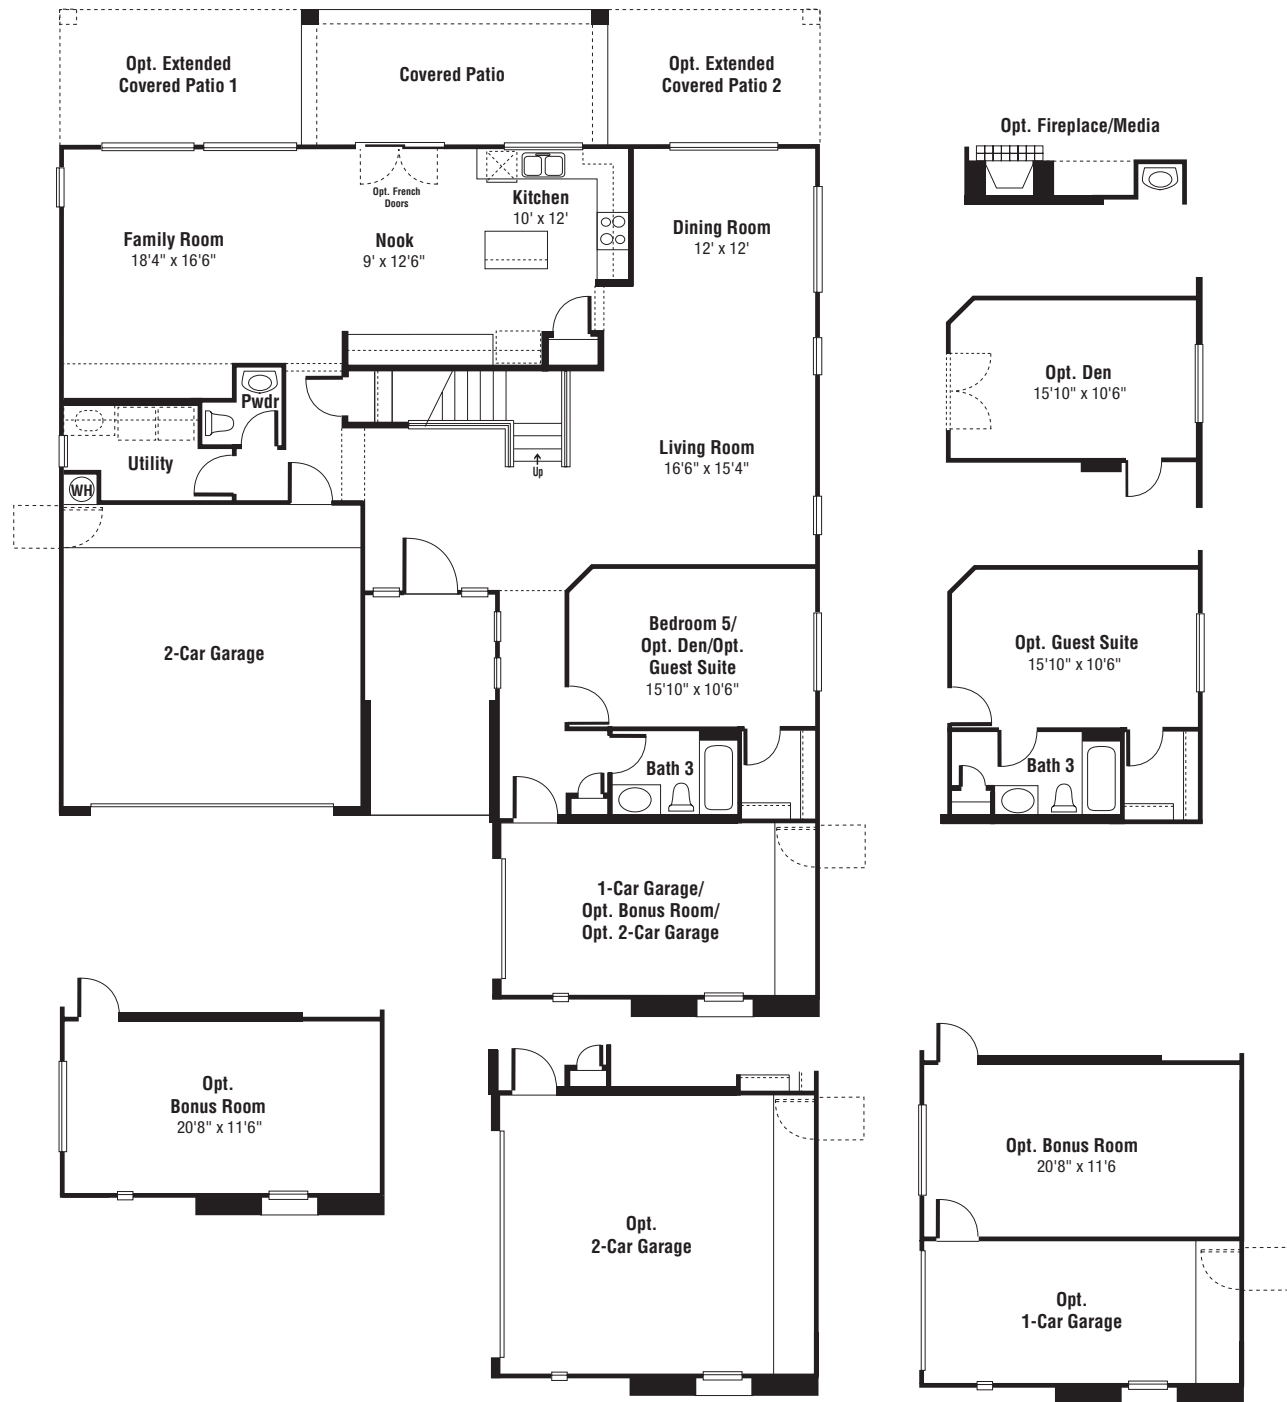 Opt. Extended
Covered Patio 1
Covered Patio
Opt. Extended
Covered Patio 2
Opt. Fireplace/Media
Opt. French
Doors
Kitchen
10' x 12'
Family Room
18'4" x 16'6"
Nook
9' x 12'6"
Dining Room
12' x 12'
Opt. Den
15'10" x 10'6"
Pwdr
Utility
WH
Up
Living Room
16'6" x 15'4"
2-Car Garage
Bedroom 5/
Opt. Den/Opt.
Guest Suite
15'10" x 10'6"
Bath 3
Opt. Guest Suite
15'10" x 10'6"
Bath 3
1-Car Garage/
Opt. Bonus Room/
Opt. 2-Car Garage
Opt.
Bonus Room
20'8" x 11'6"
Opt.
2-Car Garage
Opt. Bonus Room
20'8" x 11'6
Opt.
1-Car Garage